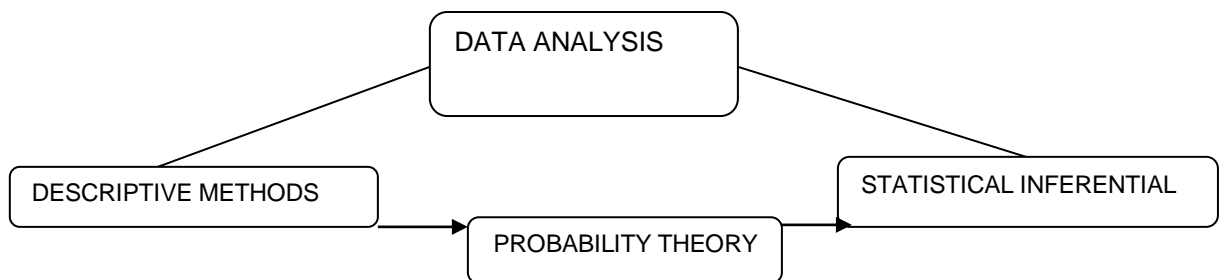 DATA ANALYSIS
DESCRIPTIVE METHODS
STATISTICAL INFERENTIAL
PROBABILITY THEORY